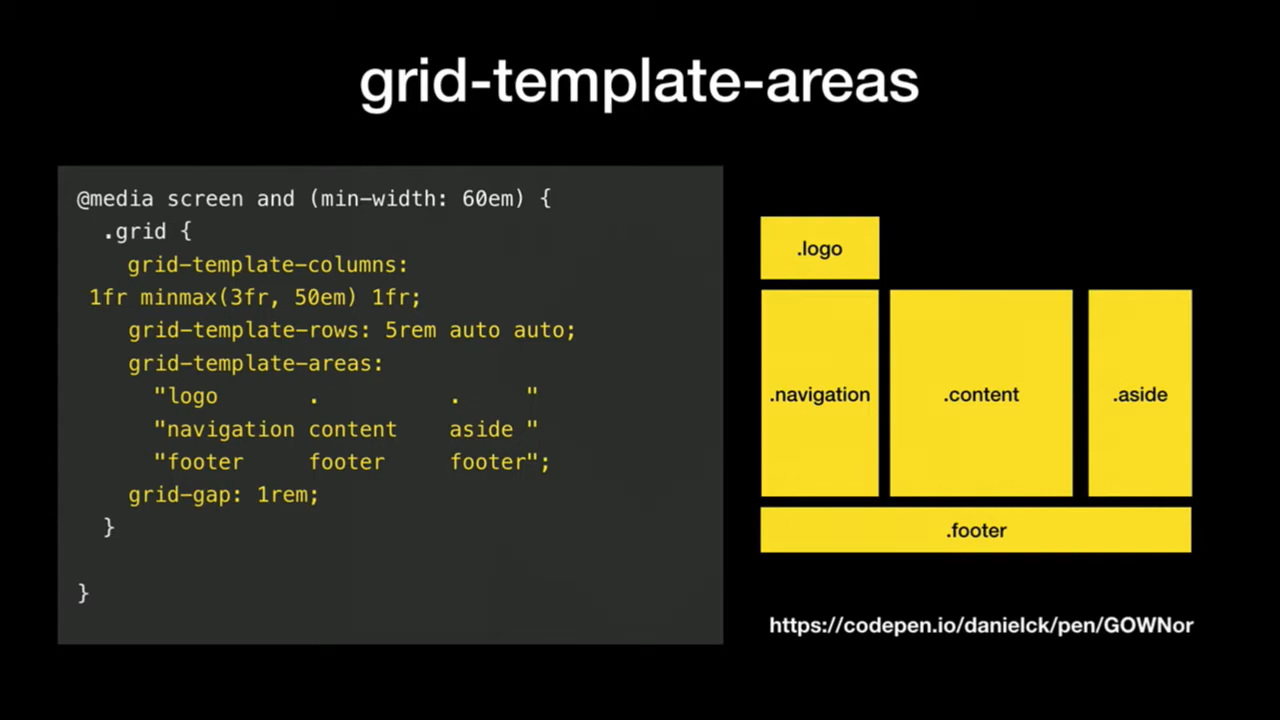 grid-template-areas
@media screen and (min-width: 60em) {
.grid {
grid-template-columns:
1fr minmax(3fr, 50em) 1fr;
grid-template-rows: 5rem auto auto;
grid-template-areas:
"logo . . "
"navigation content aside "
"footer footer footer";
grid-gap: 1rem;
}
}
.logo
.navigation .content .aside
.footer
https://codepen.io/danielck/pen/GOWNor